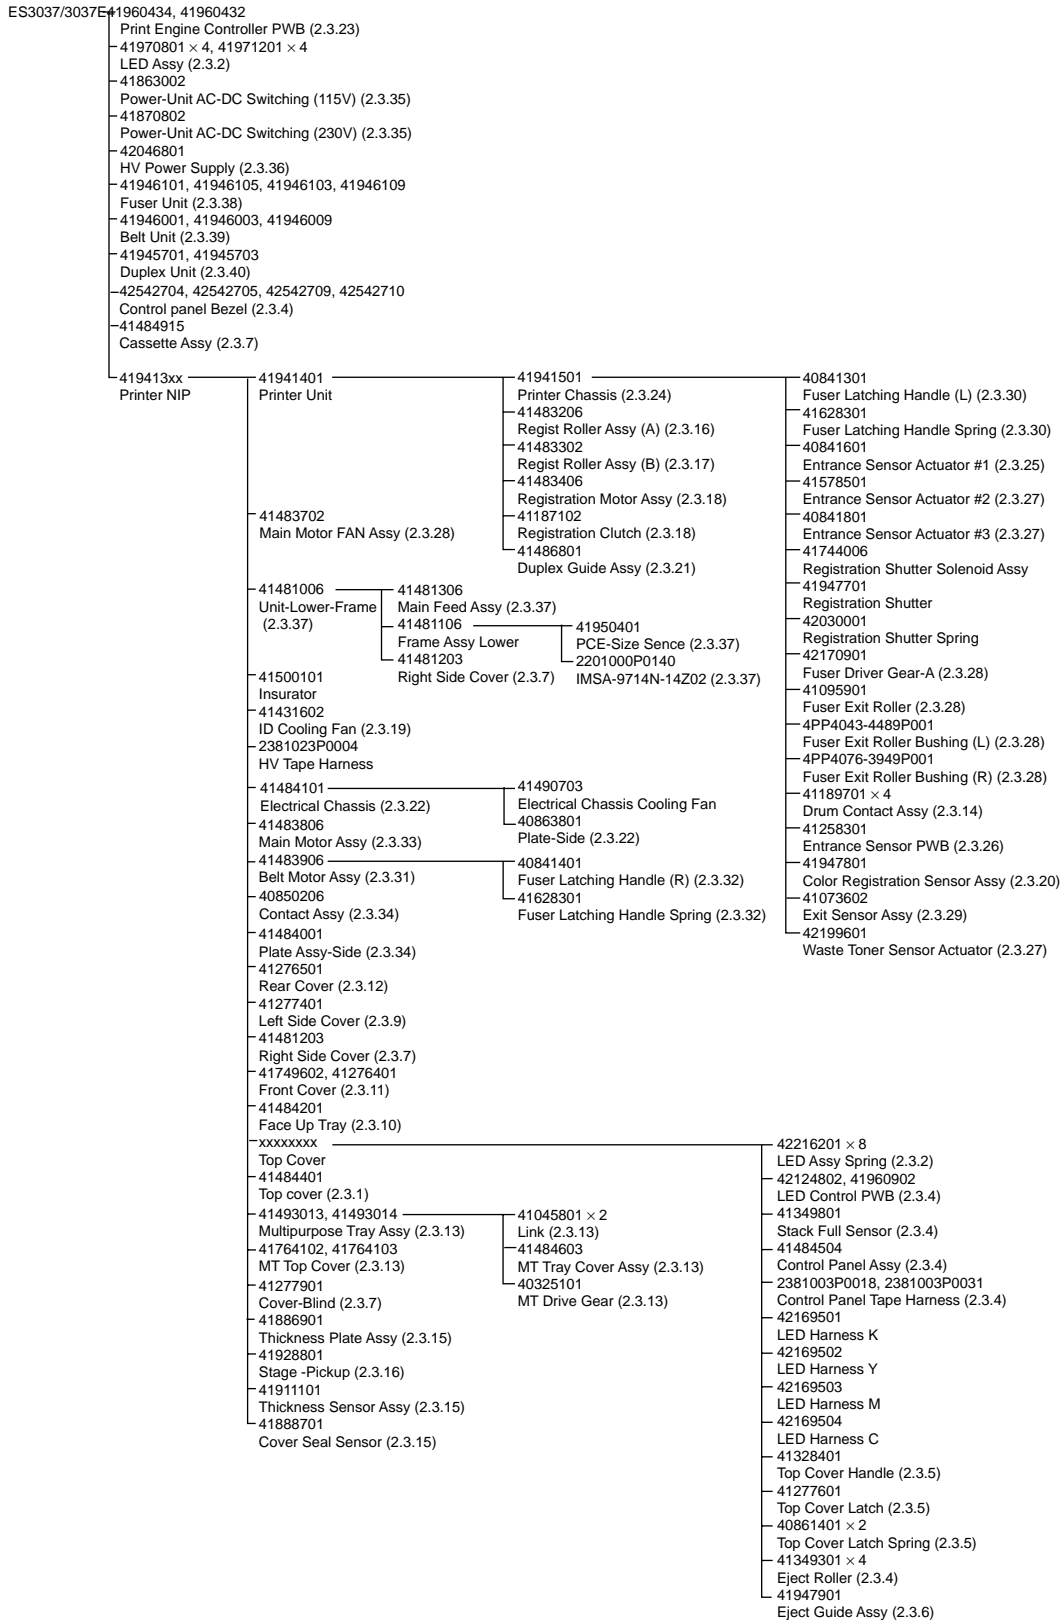 ES3037/3037E
41960434, 41960432
Print Engine Controller PWB (2.3.23)
41970801 × 4, 41971201 × 4
LED Assy (2.3.2)
41863002
Power-Unit AC-DC Switching (115V) (2.3.35)
41870802
Power-Unit AC-DC Switching (230V) (2.3.35)
42046801
HV Power Supply (2.3.36)
41946101, 41946105, 41946103, 41946109
Fuser Unit (2.3.38)
41946001, 41946003, 41946009
Belt Unit (2.3.39)
41945701, 41945703
Duplex Unit (2.3.40)
42542704, 42542705, 42542709, 42542710
Control panel Bezel (2.3.4)
41484915
Cassette Assy (2.3.7)
419413xx
Printer NIP
41941401
Printer Unit
41941501
Printer Chassis (2.3.24)
41483206
Regist Roller Assy (A) (2.3.16)
41483302
Regist Roller Assy (B) (2.3.17)
41483406
Registration Motor Assy (2.3.18)
41187102
Registration Clutch (2.3.18)
41486801
Duplex Guide Assy (2.3.21)
40841301
Fuser Latching Handle (L) (2.3.30)
41628301
Fuser Latching Handle Spring (2.3.30)
40841601
Entrance Sensor Actuator #1 (2.3.25)
41578501
Entrance Sensor Actuator #2 (2.3.27)
40841801
Entrance Sensor Actuator #3 (2.3.27)
41744006
Registration Shutter Solenoid Assy
41947701
Registration Shutter
42030001
Registration Shutter Spring
42170901
Fuser Driver Gear-A (2.3.28)
41095901
Fuser Exit Roller (2.3.28)
4PP4043-4489P001
Fuser Exit Roller Bushing (L) (2.3.28)
4PP4076-3949P001
Fuser Exit Roller Bushing (R) (2.3.28)
41189701 × 4
Drum Contact Assy (2.3.14)
41258301
Entrance Sensor PWB (2.3.26)
41947801
Color Registration Sensor Assy (2.3.20)
41073602
Exit Sensor Assy (2.3.29)
42199601
Waste Toner Sensor Actuator (2.3.27)
41483702
Main Motor FAN Assy (2.3.28)
41481006
Unit-Lower-Frame
(2.3.37)
41481306
Main Feed Assy (2.3.37)
41481106
Frame Assy Lower
41481203
Right Side Cover (2.3.7)
41950401
PCE-Size Sence (2.3.37)
2201000P0140
IMSA-9714N-14Z02 (2.3.37)
41500101
Insurator
41431602
ID Cooling Fan (2.3.19)
2381023P0004
HV Tape Harness
41484101
Electrical Chassis (2.3.22)
41490703
Electrical Chassis Cooling Fan
40863801
Plate-Side (2.3.22)
41483806
Main Motor Assy (2.3.33)
41483906
Belt Motor Assy (2.3.31)
40841401
Fuser Latching Handle (R) (2.3.32)
41628301
Fuser Latching Handle Spring (2.3.32)
40850206
Contact Assy (2.3.34)
41484001
Plate Assy-Side (2.3.34)
41276501
Rear Cover (2.3.12)
41277401
Left Side Cover (2.3.9)
41481203
Right Side Cover (2.3.7)
41749602, 41276401
Front Cover (2.3.11)
41484201
Face Up Tray (2.3.10)
xxxxxxxx
Top Cover
41484401
Top cover (2.3.1)
41493013, 41493014
Multipurpose Tray Assy (2.3.13)
41045801 × 2
Link (2.3.13)
41484603
MT Tray Cover Assy (2.3.13)
40325101
MT Drive Gear (2.3.13)
41764102, 41764103
MT Top Cover (2.3.13)
41277901
Cover-Blind (2.3.7)
41886901
Thickness Plate Assy (2.3.15)
41928801
Stage -Pickup (2.3.16)
41911101
Thickness Sensor Assy (2.3.15)
41888701
Cover Seal Sensor (2.3.15)
42216201 × 8
LED Assy Spring (2.3.2)
42124802, 41960902
LED Control PWB (2.3.4)
41349801
Stack Full Sensor (2.3.4)
41484504
Control Panel Assy (2.3.4)
2381003P0018, 2381003P0031
Control Panel Tape Harness (2.3.4)
42169501
LED Harness K
42169502
LED Harness Y
42169503
LED Harness M
42169504
LED Harness C
41328401
Top Cover Handle (2.3.5)
41277601
Top Cover Latch (2.3.5)
40861401 × 2
Top Cover Latch Spring (2.3.5)
41349301 × 4
Eject Roller (2.3.4)
41947901
Eject Guide Assy (2.3.6)